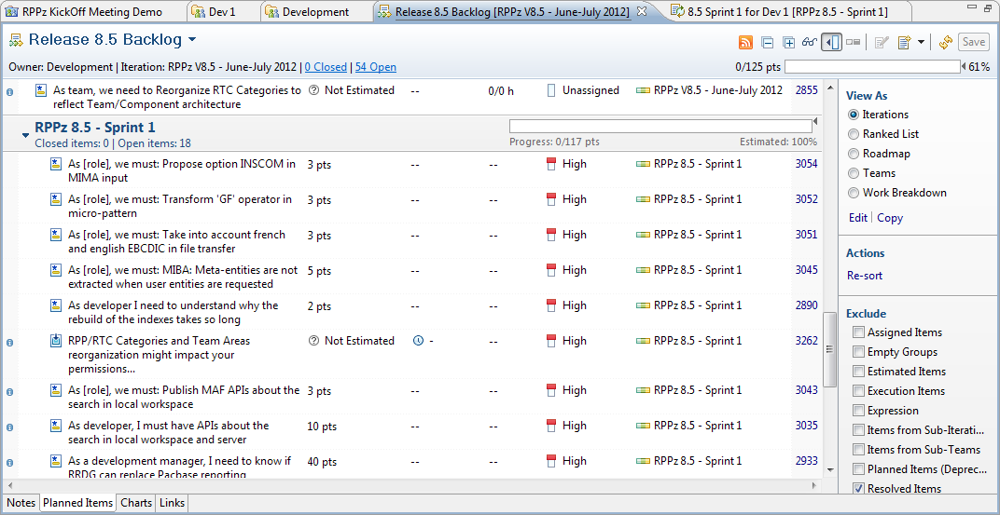 RPPz KickOff Meeting Demo
Dev 1
Development
Release 8.5 Backlog [RPPz V8.5 - June-July 2012]
8.5 Sprint 1 for Dev 1 [RPPz 8.5 - Sprint 1]
Release 8.5 Backlog
Save
Owner: Development | Iteration: RPPz V8.5 - June-July 2012 | 0 Closed | 54 Open
0/125 pts
61%
As team, we need to Reorganize RTC Categories to
reflect Team/Component architecture
Not Estimated
--
0/0 h
Unassigned
RPPz V8.5 - June-July 2012
2855
RPPz 8.5 - Sprint 1
Closed items: 0 | Open items: 18
Progress: 0/117 pts
Estimated: 100%
As [role], we must: Propose option INSCOM in
MIMA input
3 pts
--
--
High
RPPz 8.5 - Sprint 1
3054
As [role], we must: Transform 'GF' operator in
micro-pattern
3 pts
--
--
High
RPPz 8.5 - Sprint 1
3052
As [role], we must: Take into account french
and english EBCDIC in file transfer
3 pts
--
--
High
RPPz 8.5 - Sprint 1
3051
As [role], we must: MIBA: Meta-entities are not
extracted when user entities are requested
5 pts
--
--
High
RPPz 8.5 - Sprint 1
3045
As developer I need to understand why the
rebuild of the indexes takes so long
2 pts
--
--
High
RPPz 8.5 - Sprint 1
2890
RPP/RTC Categories and Team Areas
reorganization might impact your
permissions...
Not Estimated
-
--
High
RPPz 8.5 - Sprint 1
3262
As [role], we must: Publish MAF APIs about the
search in local workspace
3 pts
--
--
High
RPPz 8.5 - Sprint 1
3043
As developer, I must have APIs about the
search in local workspace and server
10 pts
--
--
High
RPPz 8.5 - Sprint 1
3035
As a development manager, I need to know if
RRDG can replace Pacbase reporting
40 pts
--
--
High
RPPz 8.5 - Sprint 1
2933
View As
Iterations
Ranked List
Roadmap
Teams
Work Breakdown
Edit | Copy
Actions
Re-sort
Exclude
Assigned Items
Empty Groups
Estimated Items
Execution Items
Expression
Items from Sub-Iterati...
Items from Sub-Teams
Planned Items (Deprec...
Resolved Items
Notes
Planned Items
Charts
Links